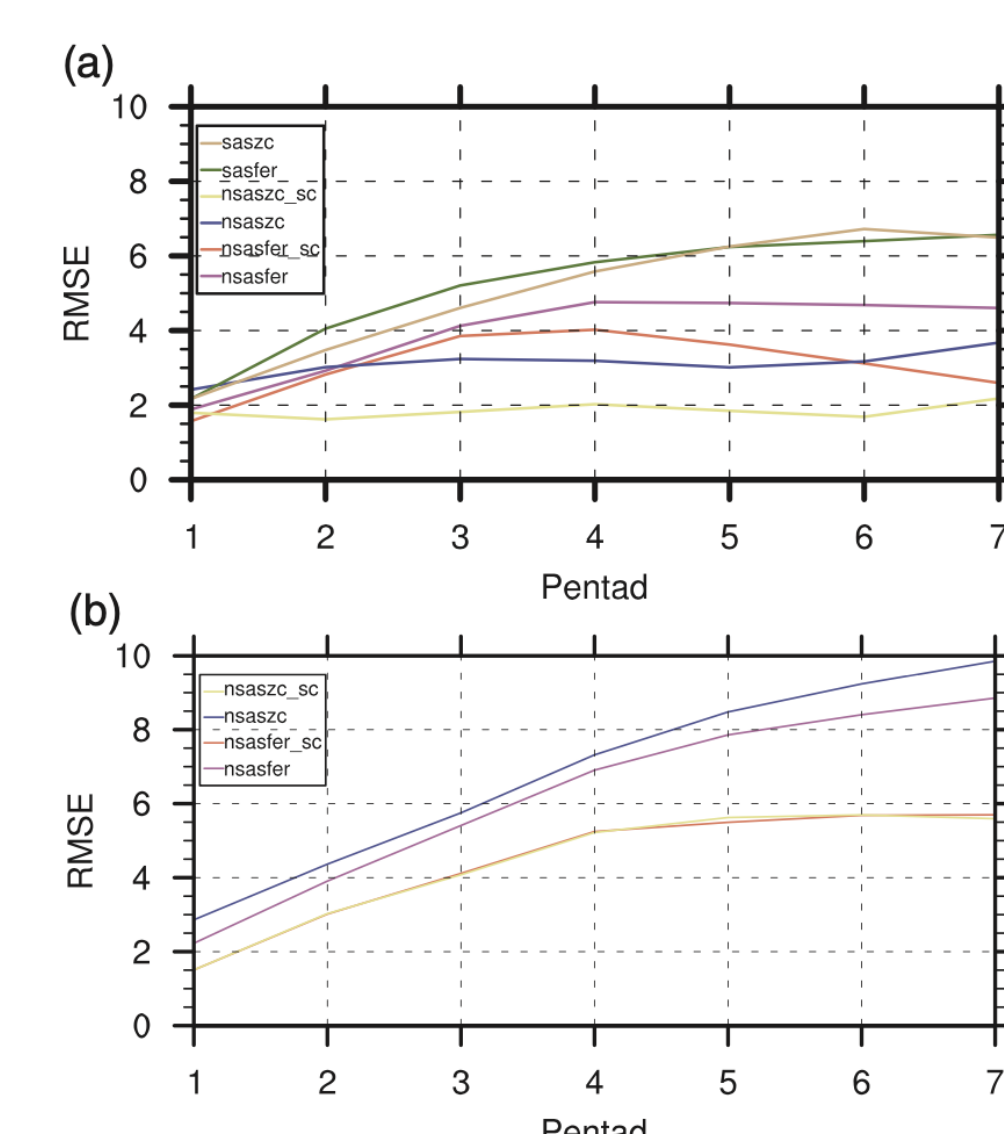 (a)
10
8
6
4
2
0
RMSE
saszc
sasfer
nsaszc_sc
nsaszc
nsasfer_sc
nsasfer
1 2 3 4 5 6 7
Pentad
(b)
10
8
6
4
2
0
RMSE
nsaszc_sc
nsaszc
nsasfer_sc
nsasfer
1 2 3 4 5 6 7
Pentad